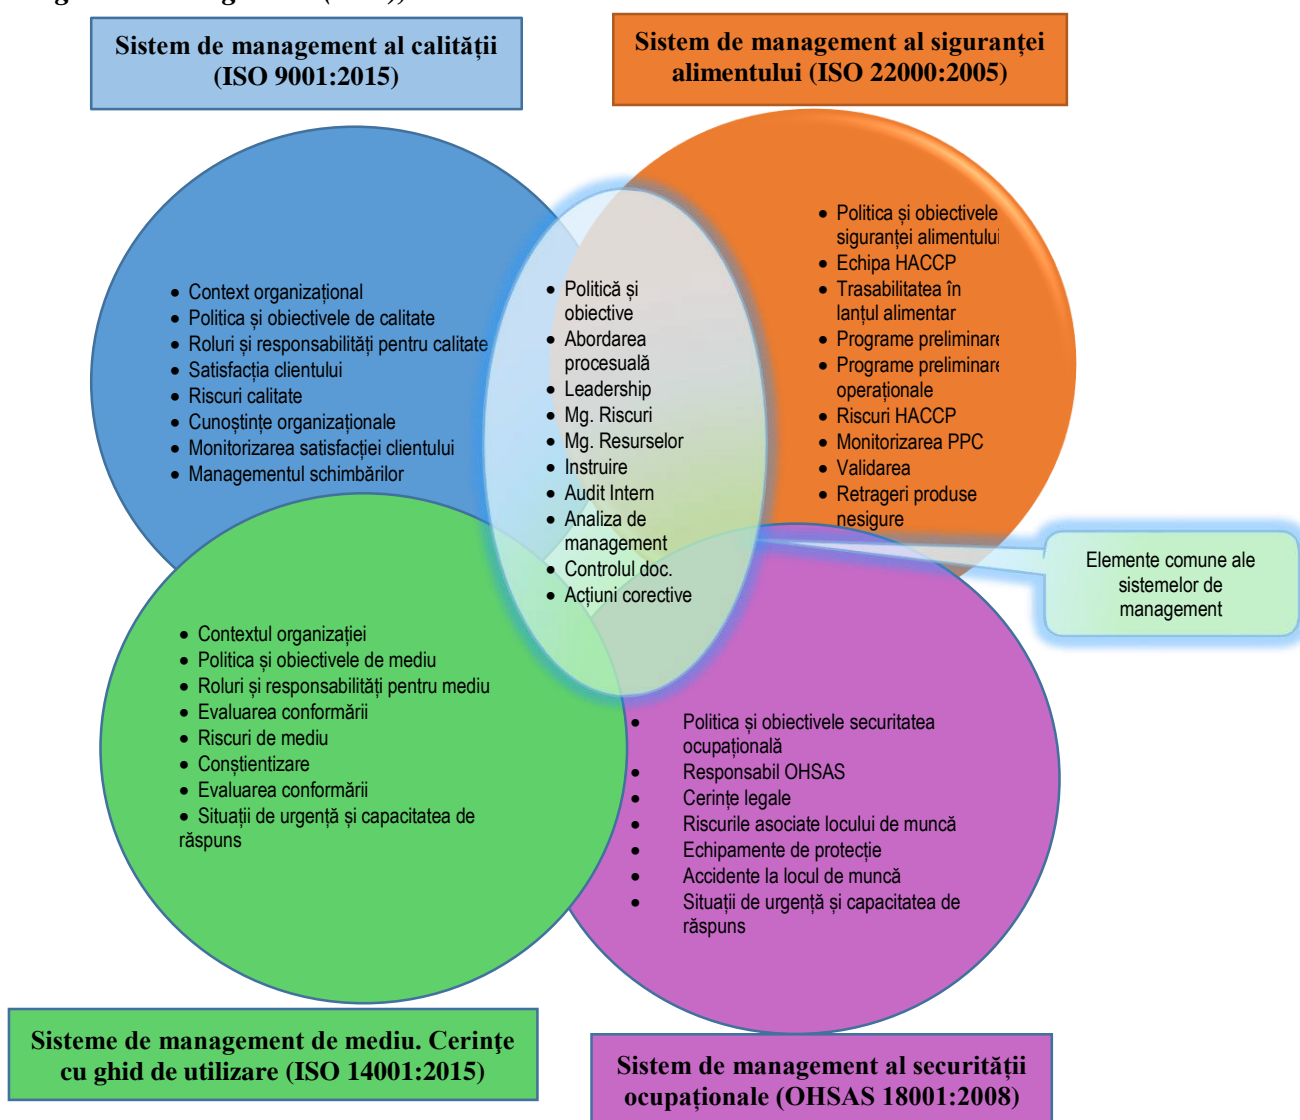 Sistem de management al calității
(ISO 9001:2015)
Sistem de management al siguranței
alimentului (ISO 22000:2005)
• Context organizațional
• Politica și obiectivele de calitate
• Roluri și responsabilități pentru calitate
• Satisfacția clientului
• Riscuri calitate
• Cunoștințe organizaționale
• Monitorizarea satisfacției clientului
• Managementul schimbărilor
• Politică și
obiective
• Abordarea
procesuală
• Leadership
• Mg. Riscuri
• Mg. Resurselor
• Instruire
• Audit Intern
• Analiza de
management
• Controlul doc.
• Acțiuni corective
• Politica și obiectivele
siguranței alimentului
• Echipa HACCP
• Trasabilitatea în
lanțul alimentar
• Programe preliminare
• Programe preliminare
operaționale
• Riscuri HACCP
• Monitorizarea PPC
• Validarea
• Retrageri produse
nesigure
Elemente comune ale
sistemelor de
management
• Contextul organizației
• Politica și obiectivele de mediu
• Roluri și responsabilități pentru mediu
• Evaluarea conformării
• Riscuri de mediu
• Conștientizare
• Evaluarea conformării
• Situații de urgență și capacitatea de
răspuns
• Politica și obiectivele securitatea
ocupațională
• Responsabil OHSAS
• Cerințe legale
• Riscurile asociate locului de muncă
• Echipamente de protecție
• Accidente la locul de muncă
• Situații de urgență și capacitatea de
răspuns
Sisteme de management de mediu. Cerinţe
cu ghid de utilizare (ISO 14001:2015)
Sistem de management al securității
ocupaționale (OHSAS 18001:2008)